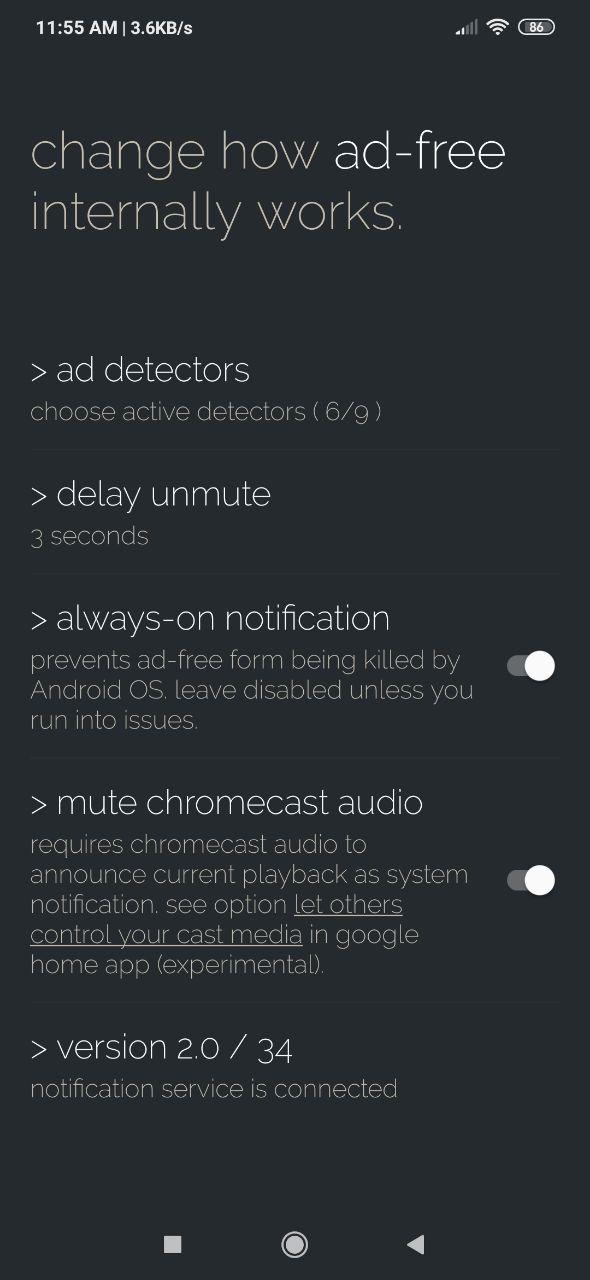 11:55 AM | 3.6KB/s
86
change how ad-free
internally works.
> ad detectors
choose active detectors ( 6/9 )
> delay unmute
3 seconds
> always-on notification
prevents ad-free form being killed by
Android OS. leave disabled unless you
run into issues.
> mute chromecast audio
requires chromecast audio to
announce current playback as system
notification. see option let others
control your cast media in google
home app (experimental).
> version 2.0 / 34
notification service is connected